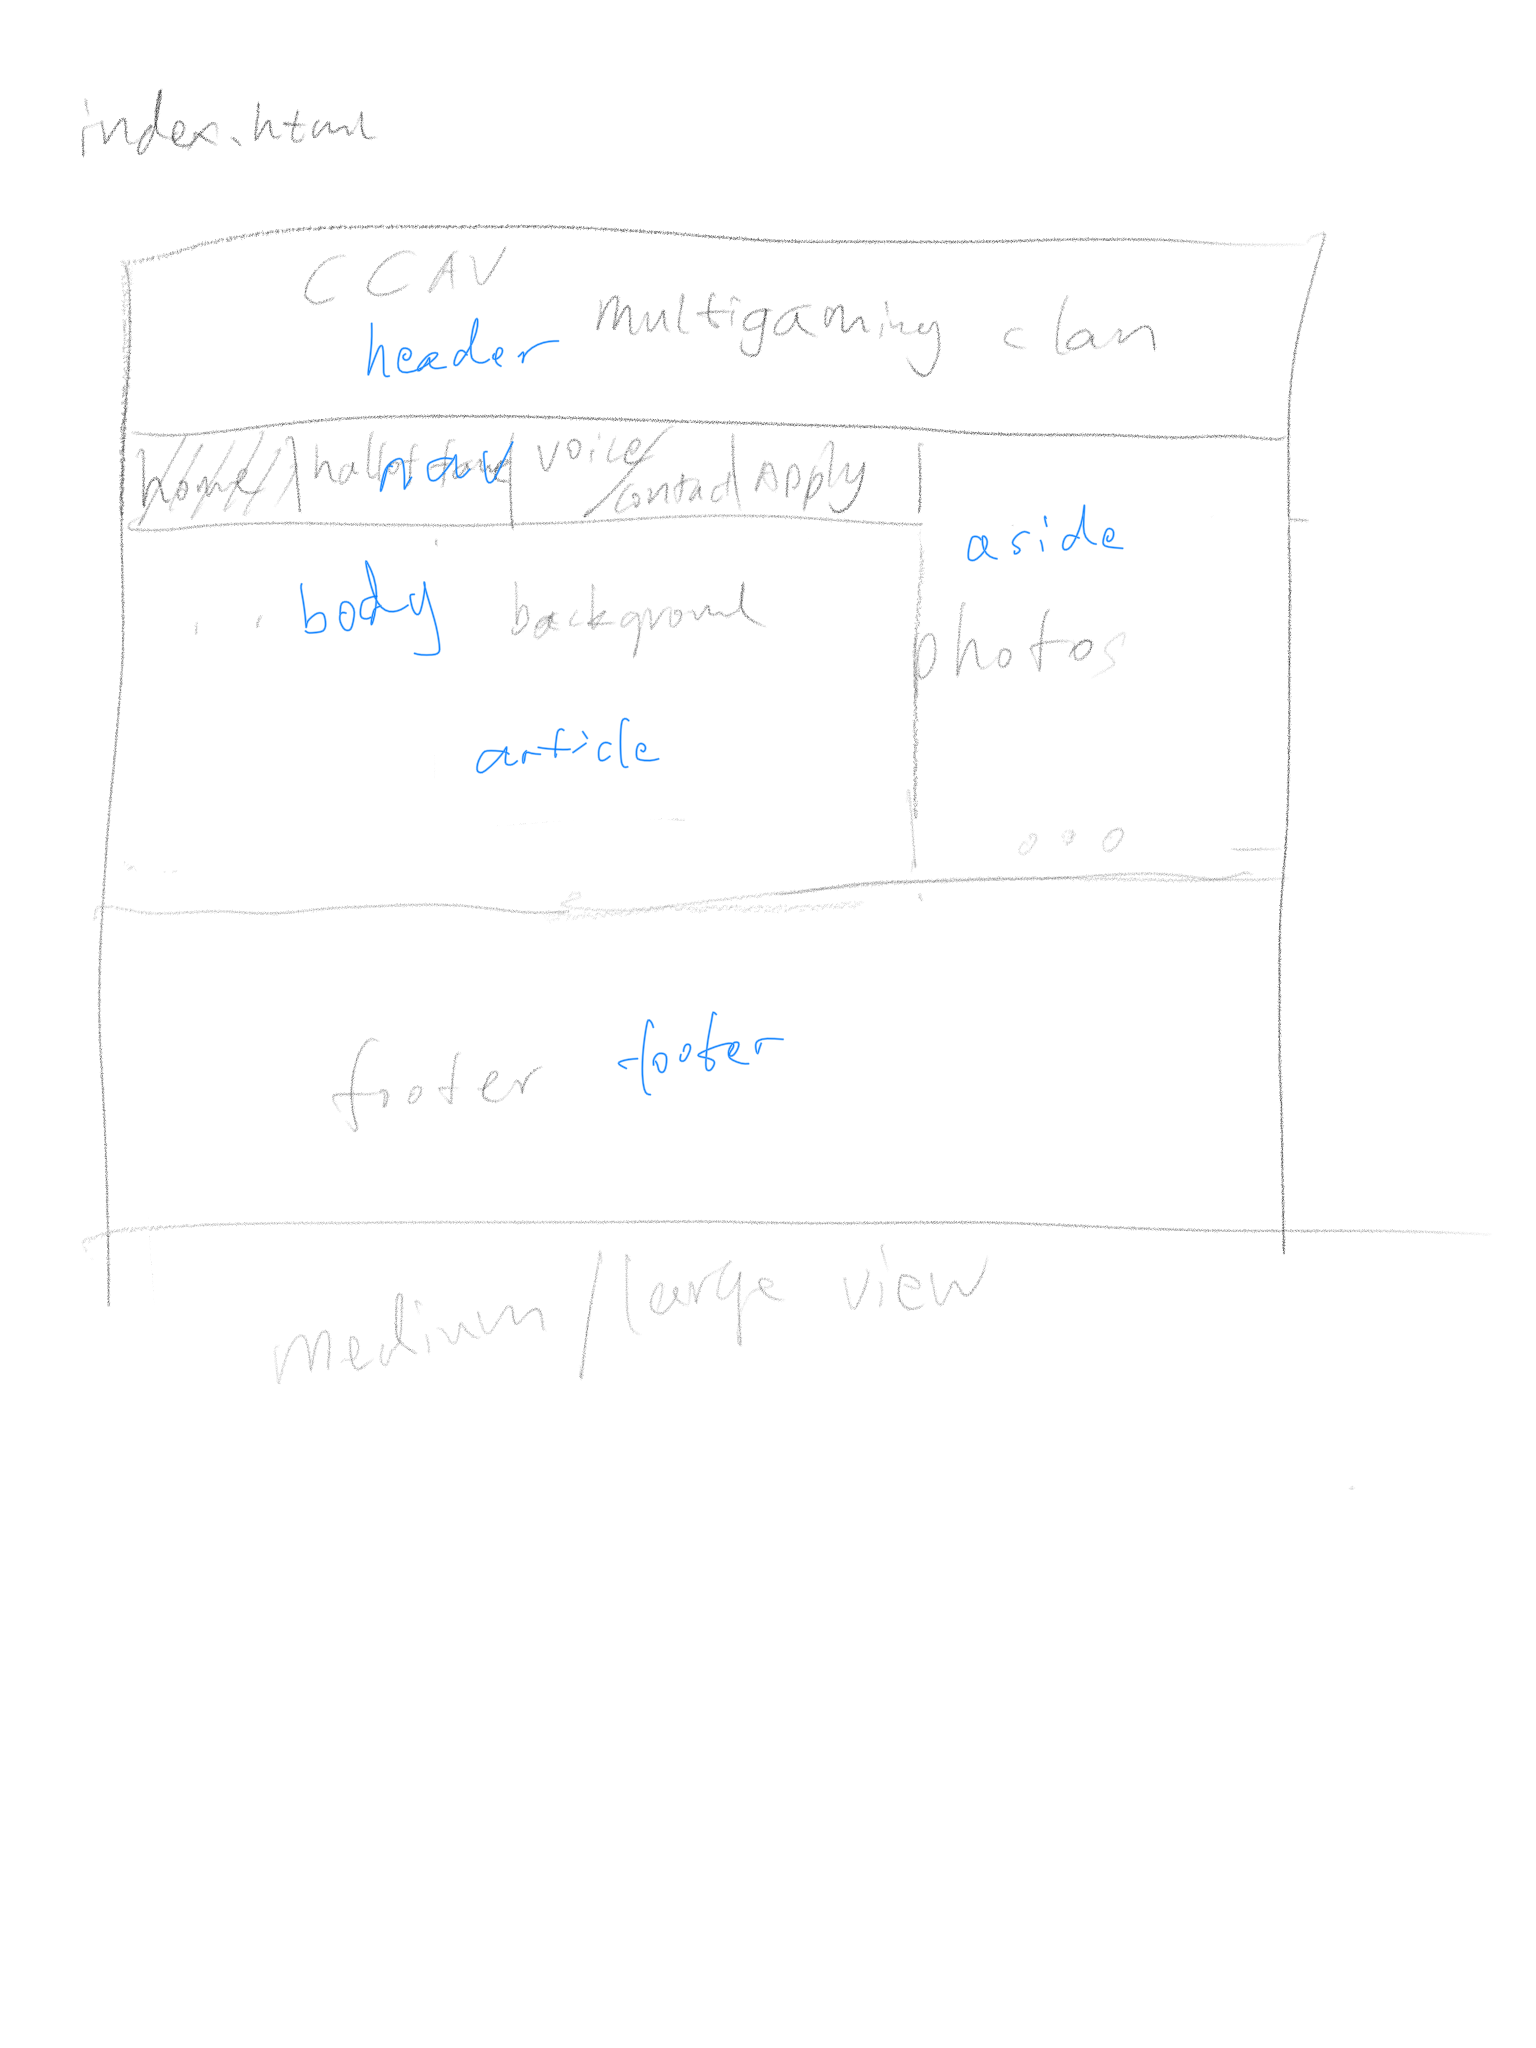 index.html
CCAV
multigaming clan
header
home hall of fame voice/contact Apply
nav
aside
body background
photos
article
footer footer
medium/large view